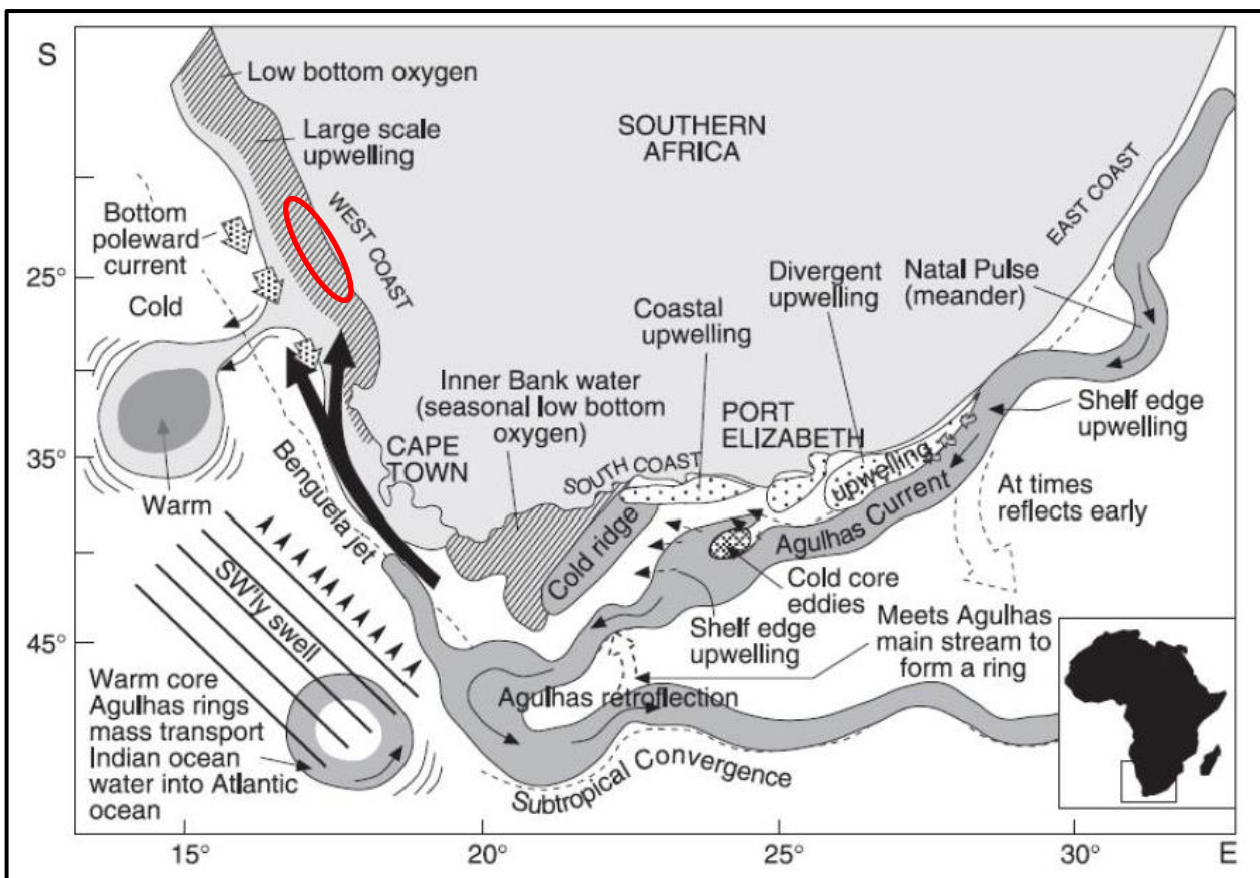 S
Low bottom oxygen
Large scale
upwelling
SOUTHERN
AFRICA
WEST COAST
EAST COAST
Bottom
poleward
current
25°
Cold
Divergent
upwelling
Natal Pulse
(meander)
Coastal
upwelling
Inner Bank water
(seasonal low bottom
oxygen)
PORT
ELIZABETH
Shelf edge
upwelling
35°
CAPE
TOWN
SOUTH COAST
upwelling
Warm
Benguela jet
At times
reflects early
Agulhas Current
Cold ridge
Cold core
eddies
SW'ly swell
45°
Shelf edge
upwelling
Meets Agulhas
main stream to
form a ring
Warm core
Agulhas rings
mass transport
Indian ocean
water into Atlantic
ocean
Agulhas retroflection
Subtropical Convergence
15°
20°
25°
30°
E